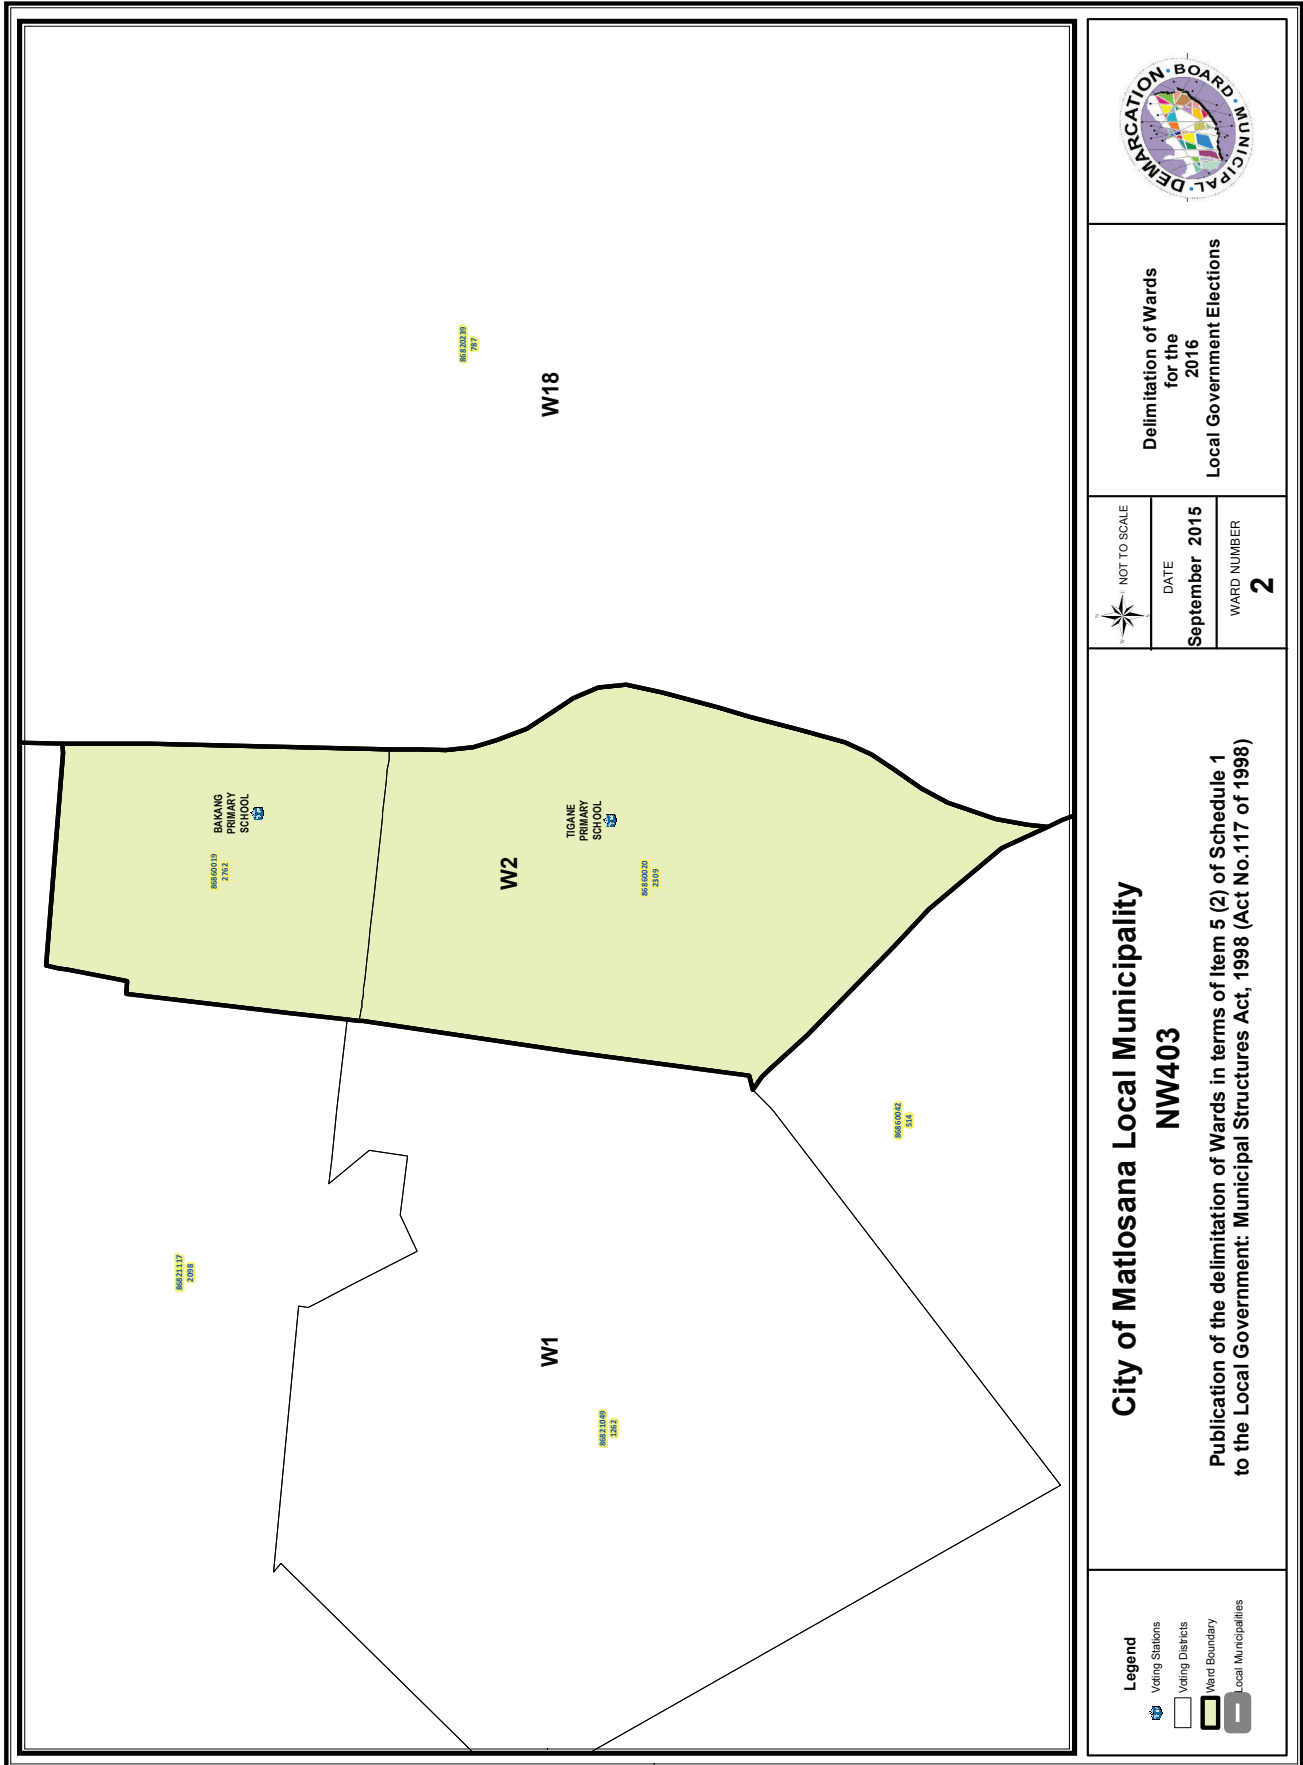 86820239
787
W18
BAKANG
PRIMARY
SCHOOL
86860019
2762
W2
TIGANE
PRIMARY
SCHOOL
86860020
2309
86860042
514
86821117
2098
W1
86821049
1262
Legend
Voting Stations
Voting Districts
Ward Boundary
Local Municipalities
City of Matlosana Local Municipality
NW403
Publication of the delimitation of Wards in terms of Item 5 (2) of Schedule 1
to the Local Government: Municipal Structures Act, 1998 (Act No.117 of 1998)
N
W
E
S
NOT TO SCALE
DATE
September 2015
WARD NUMBER
2
Delimitation of Wards
for the
2016
Local Government Elections
MUNICIPAL · DEMARCATION · BOARD ·